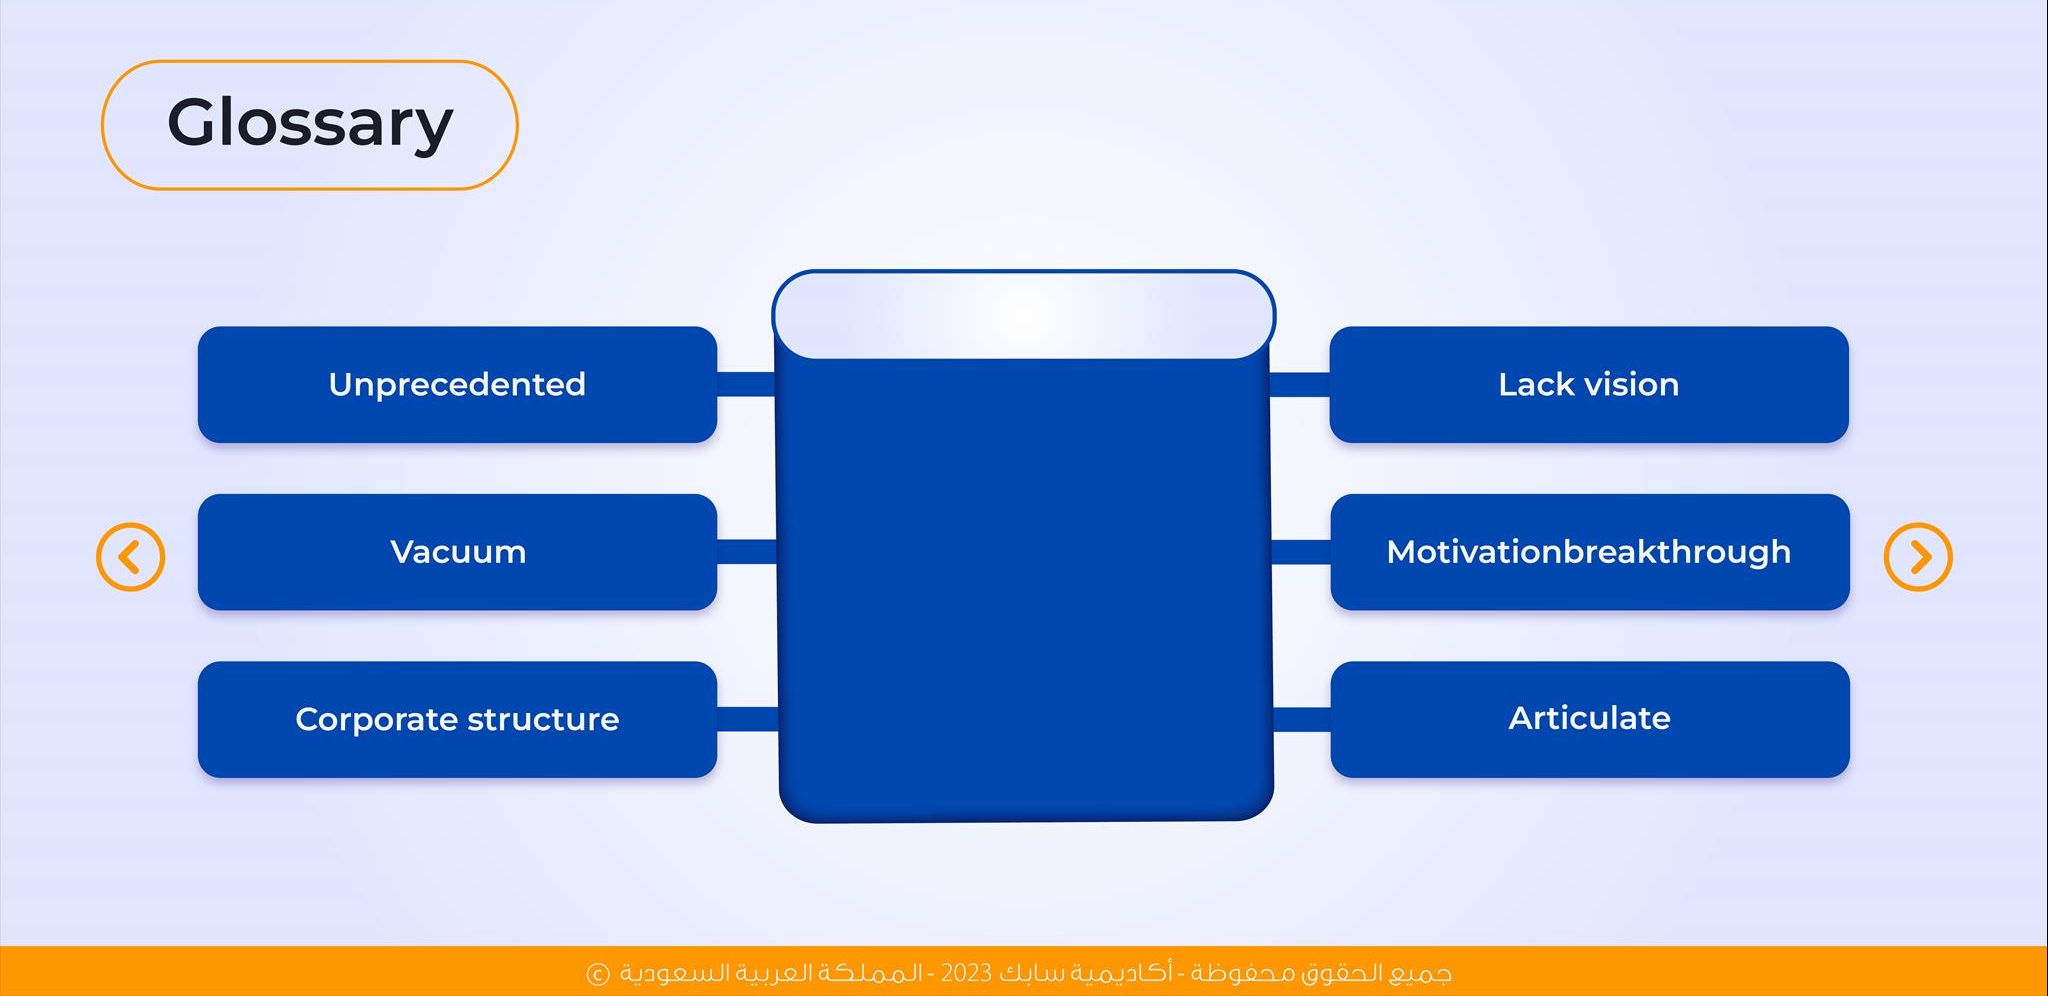 Glossary
Unprecedented
Lack vision
Vacuum
Motivationbreakthrough
Corporate structure
Articulate
جميع الحقوق محفوظة - أكاديمية سابك 2023 - المملكة العربية السعودية ©